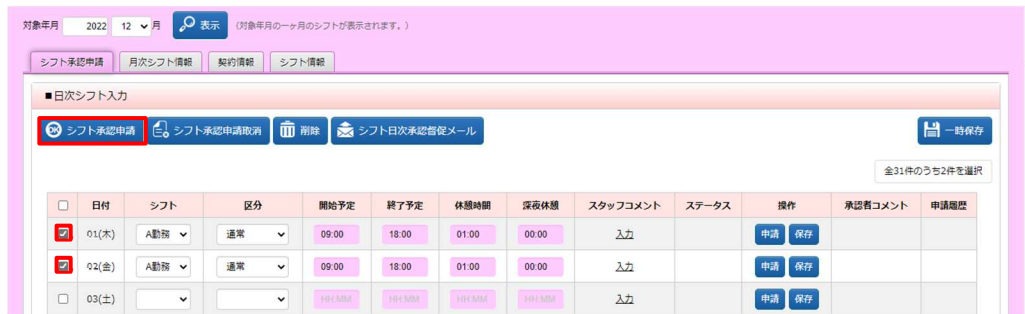 対象年月 2022 12 月 表示 (対象年月の一ヶ月のシフトが表示されます。)
シフト承認申請 月次シフト情報 契約情報 シフト情報
■日次シフト入力
OK シフト承認申請 シフト承認申請取消 削除 シフト日次承認督促メール 一時保存
全31件のうち2件を選択
日付 シフト 区分 開始予定 終了予定 休憩時間 深夜休憩 スタッフコメント ステータス 操作 承認者コメント 申請履歴
01(木) A勤務 通常 09:00 18:00 01:00 00:00 入力 申請 保存
02(金) A勤務 通常 09:00 18:00 01:00 00:00 入力 申請 保存
03(土) HH:MM HH:MM HH:MM HH:MM 入力 申請 保存